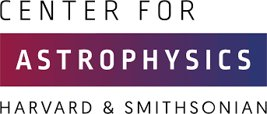 CENTER FOR
ASTROPHYSICS
HARVARD & SMITHSONIAN